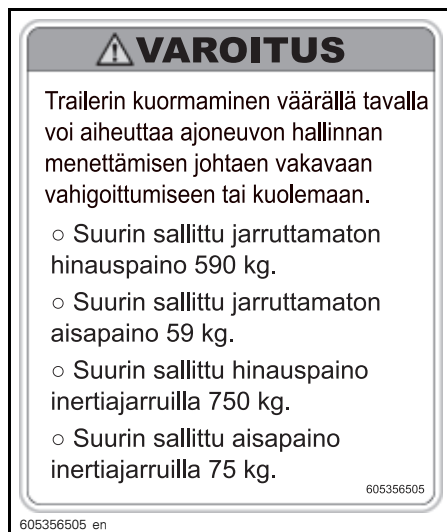 VAROITUS
Trailerin kuormaminen väärällä tavalla
voi aiheuttaa ajoneuvon hallinnan
menettämisen johtaen vakavaan
vahigoittumiseen tai kuolemaan.
○ Suurin sallittu jarruttamaton
hinauspaino 590 kg.
○ Suurin sallittu jarruttamaton
aisapaino 59 kg.
○ Suurin sallittu hinauspaino
inertiajarruilla 750 kg.
○ Suurin sallittu aisapaino
inertiajarruilla 75 kg.
605356505
605356505 en